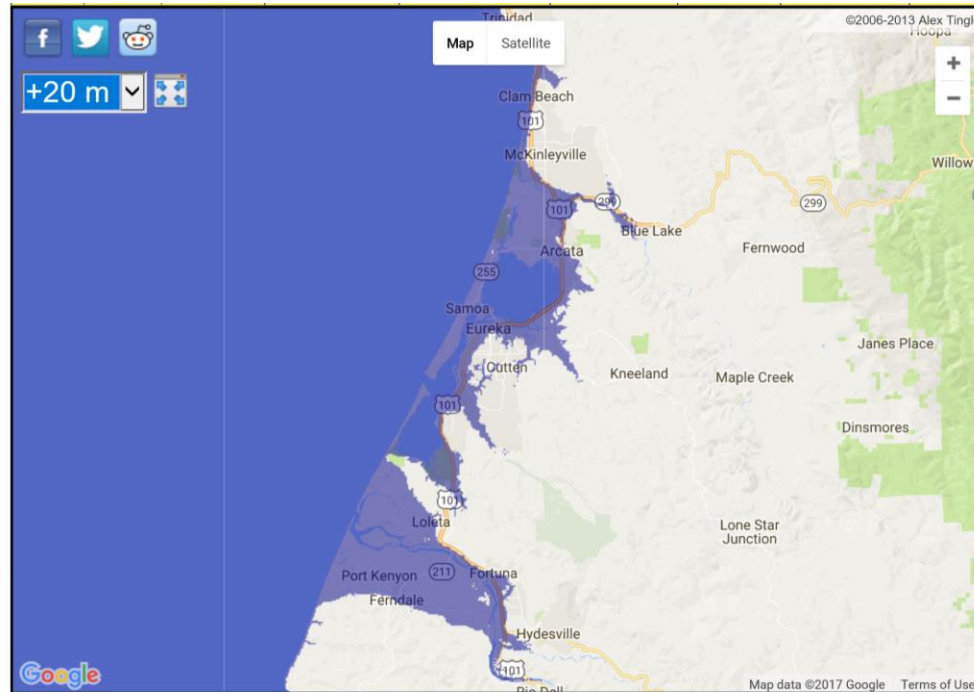 f
+20 m
Map Satellite
©2006-2013 Alex Tingl
Trinidad
Hoopa
+
−
Clam Beach
101
McKinleyville
Willow
299
101
299
Blue Lake
Arcata
Fernwood
255
Samoa
Eureka
Janes Place
Cutten
Kneeland
Maple Creek
101
Dinsmores
101
Loleta
Lone Star
Junction
Port Kenyon
211
Fortuna
Ferndale
Hydesville
101
Rio Dell
Google
Map data ©2017 Google Terms of Use